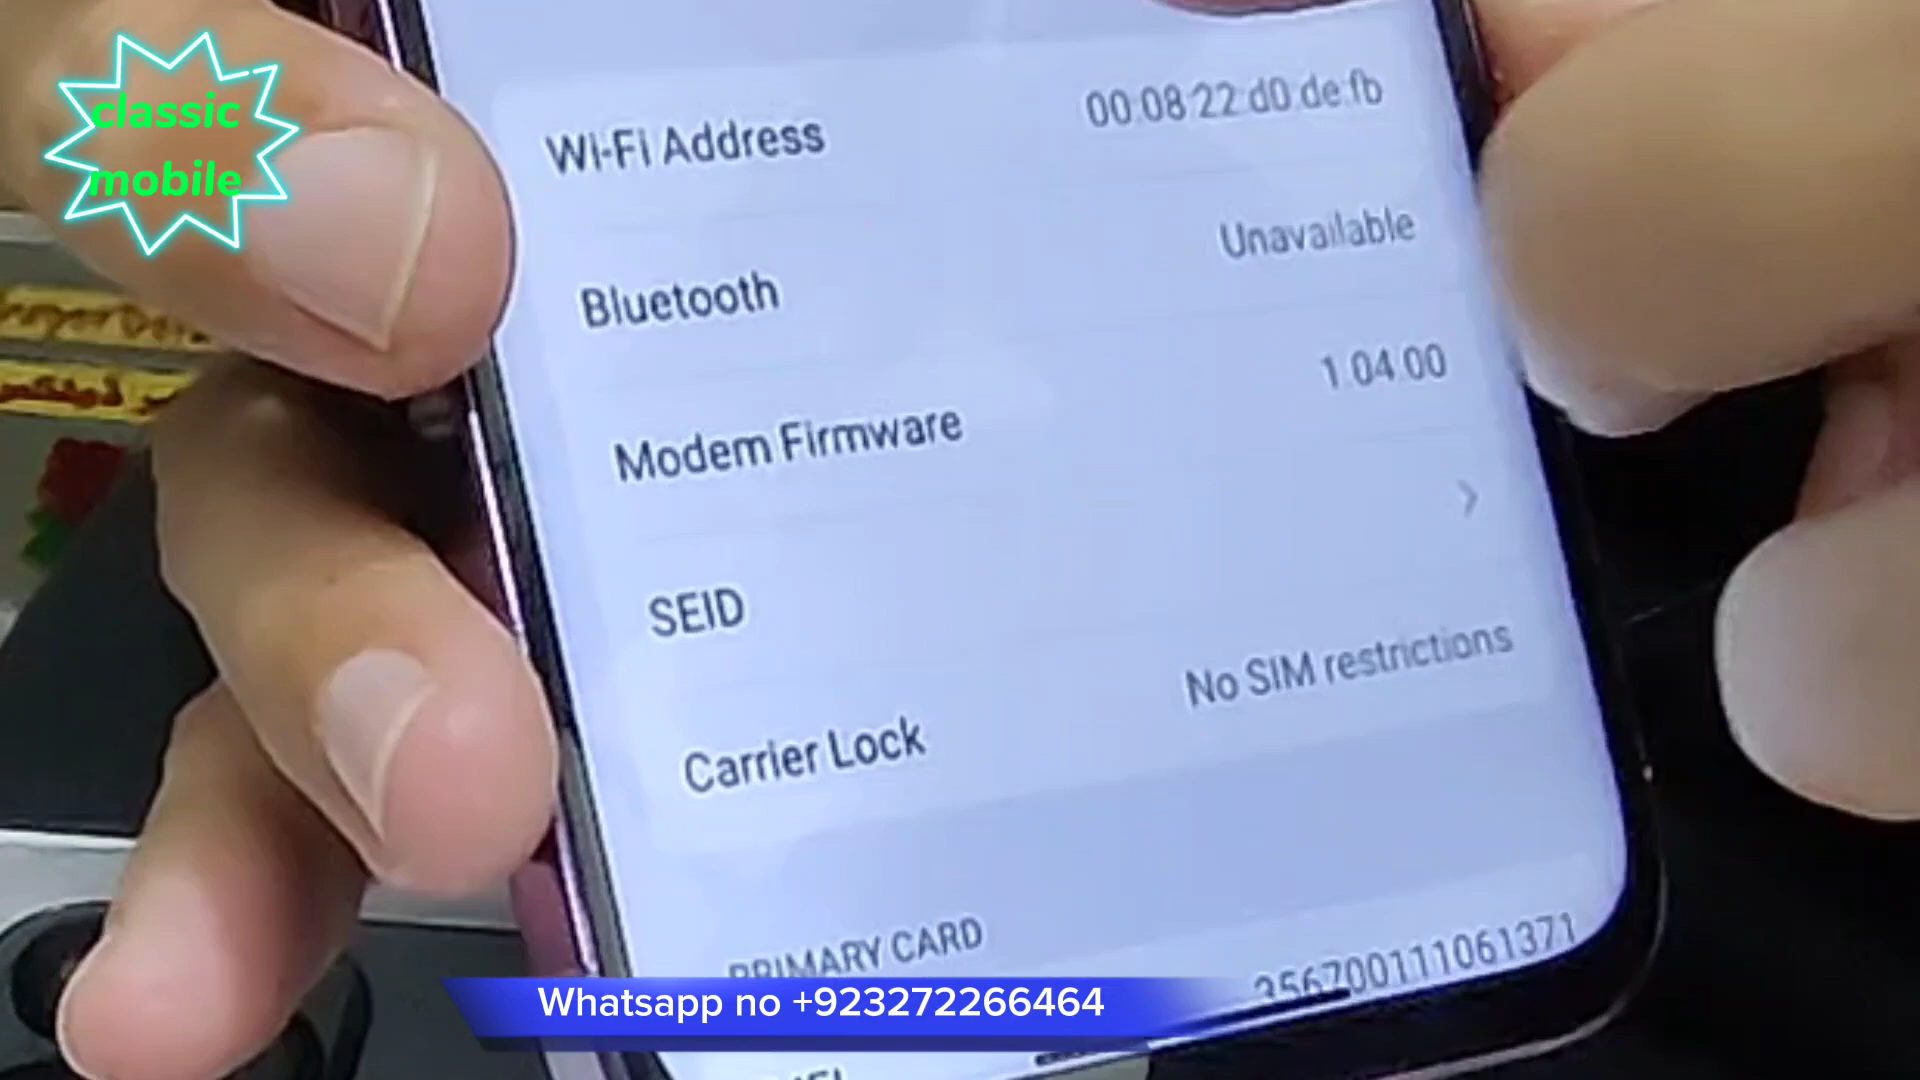 classic
mobile
Wi-Fi Address
00:08:22:d0:de:fb
Bluetooth
Unavailable
Modem Firmware
1.04.00
SEID
Carrier Lock
No SIM restrictions
PRIMARY CARD
356700111061371
Whatsapp no +923272266464